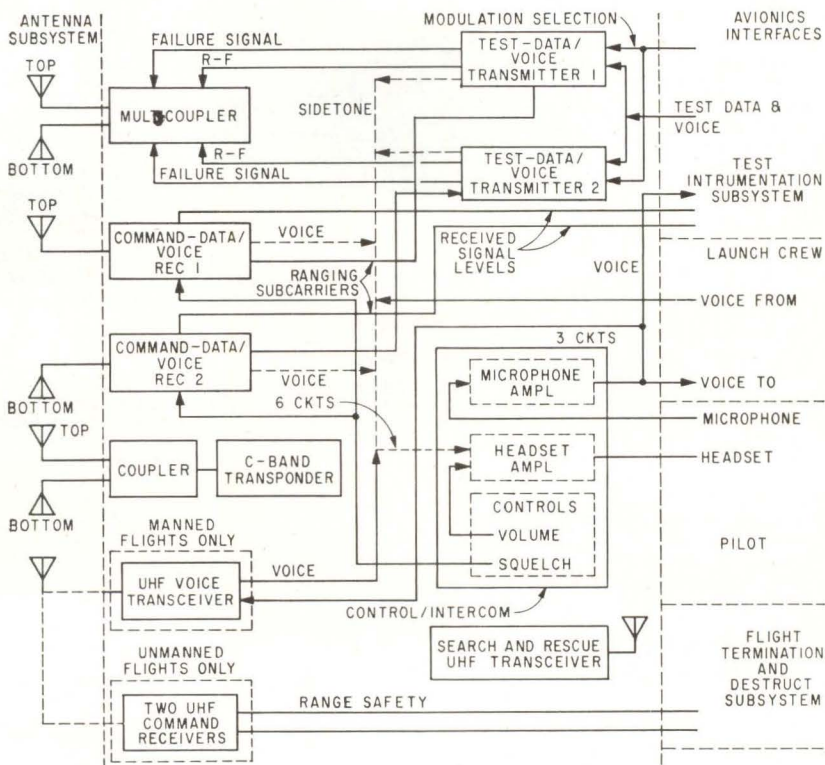 ANTENNA
SUBSYSTEM
MODULATION SELECTION
AVIONICS
INTERFACES
TOP
FAILURE SIGNAL
R-F
TEST-DATA/
VOICE
TRANSMITTER 1
SIDETONE
TEST DATA &
VOICE
BOTTOM
R-F
FAILURE SIGNAL
TEST-DATA/
VOICE
TRANSMITTER 2
TEST
INTRUMENTATION
SUBSYSTEM
TOP
COMMAND-DATA/
VOICE
REC 1
VOICE
RECEIVED
SIGNAL
LEVELS
VOICE
LAUNCH CREW
RANGING
SUBCARRIERS
VOICE FROM
COMMAND-DATA/
VOICE
REC 2
VOICE
3 CKTS
MICROPHONE
AMPL
VOICE TO
BOTTOM
6 CKTS
MICROPHONE
TOP
COUPLER
C-BAND
TRANSPONDER
HEADSET
AMPL
HEADSET
BOTTOM
CONTROLS
VOLUME
SQUELCH
PILOT
MANNED
FLIGHTS ONLY
UHF VOICE
TRANSCEIVER
VOICE
CONTROL/INTERCOM
SEARCH AND RESCUE
UHF TRANSCEIVER
FLIGHT
TERMINATION
AND
DESTRUCT
SUBSYSTEM
UNMANNED
FLIGHTS ONLY
TWO UHF
COMMAND
RECEIVERS
RANGE SAFETY